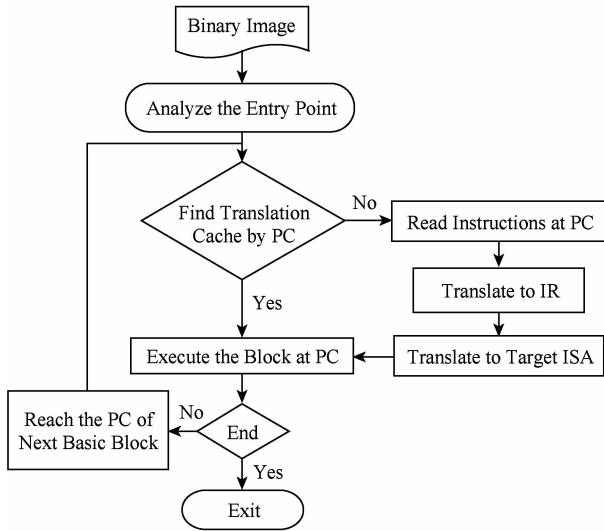 Binary Image
Analyze the Entry Point
Find Translation
Cache by PC
No
Read Instructions at PC
Translate to IR
Yes
Execute the Block at PC
Translate to Target ISA
Reach the PC of
Next Basic Block
No
End
Yes
Exit